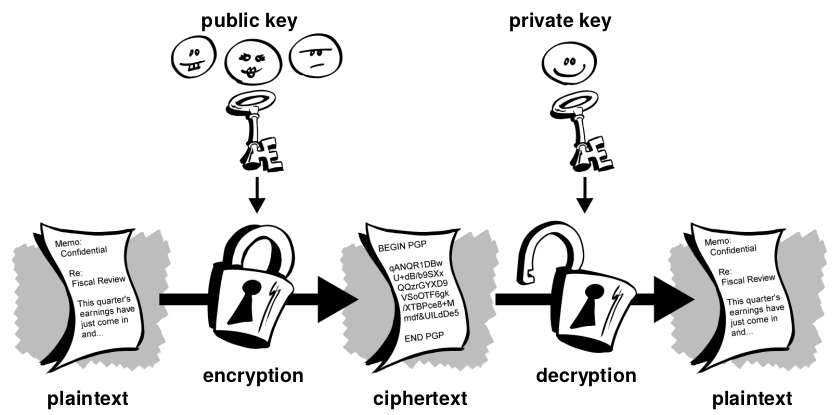 public key
private key
Memo:
Confidential
Re:
Fiscal Review
This quarter's
earnings have
just come in
and...
BEGIN PGP
qANQR1DBw
U+dB/b9SXx
QQzrGYXD9
VSoOTF6gk
/XTBPce8+M
mdf&UILdDe5
END PGP
Memo:
Confidential
Re:
Fiscal Review
This quarter's
earnings have
just come in
and...
encryption
decryption
plaintext
ciphertext
plaintext